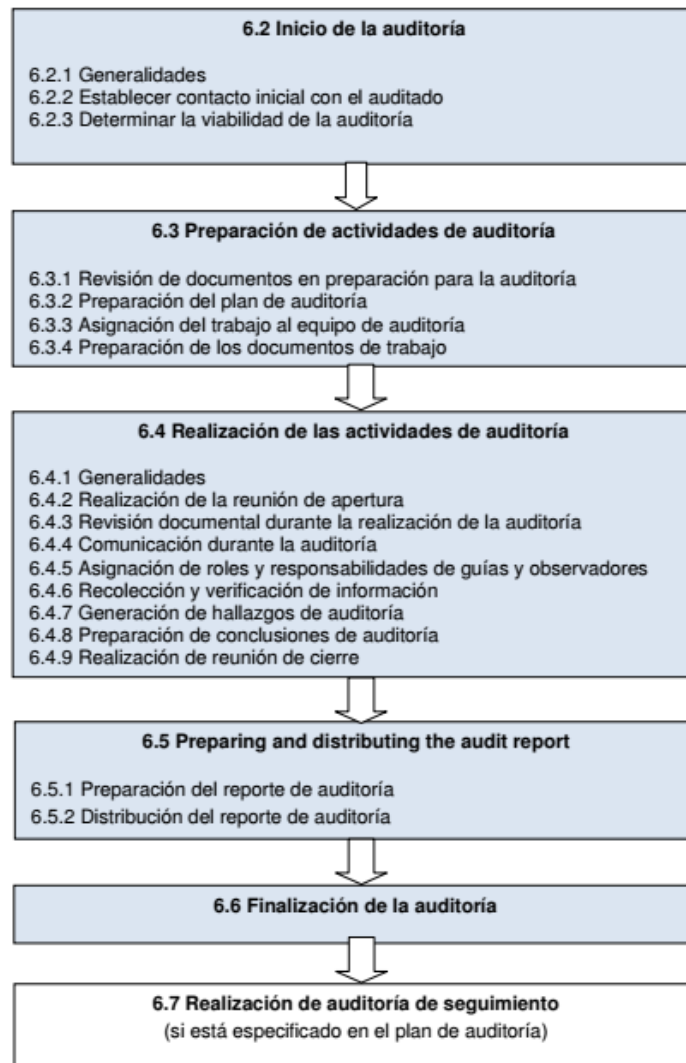 6.2 Inicio de la auditoría
6.2.1 Generalidades
6.2.2 Establecer contacto inicial con el auditado
6.2.3 Determinar la viabilidad de la auditoría
6.3 Preparación de actividades de auditoría
6.3.1 Revisión de documentos en preparación para la auditoría
6.3.2 Preparación del plan de auditoría
6.3.3 Asignación del trabajo al equipo de auditoría
6.3.4 Preparación de los documentos de trabajo
6.4 Realización de las actividades de auditoría
6.4.1 Generalidades
6.4.2 Realización de la reunión de apertura
6.4.3 Revisión documental durante la realización de la auditoría
6.4.4 Comunicación durante la auditoría
6.4.5 Asignación de roles y responsabilidades de guías y observadores
6.4.6 Recolección y verificación de información
6.4.7 Generación de hallazgos de auditoría
6.4.8 Preparación de conclusiones de auditoría
6.4.9 Realización de reunión de cierre
6.5 Preparing and distributing the audit report
6.5.1 Preparación del reporte de auditoría
6.5.2 Distribución del reporte de auditoría
6.6 Finalización de la auditoría
6.7 Realización de auditoría de seguimiento
(si está especificado en el plan de auditoría)